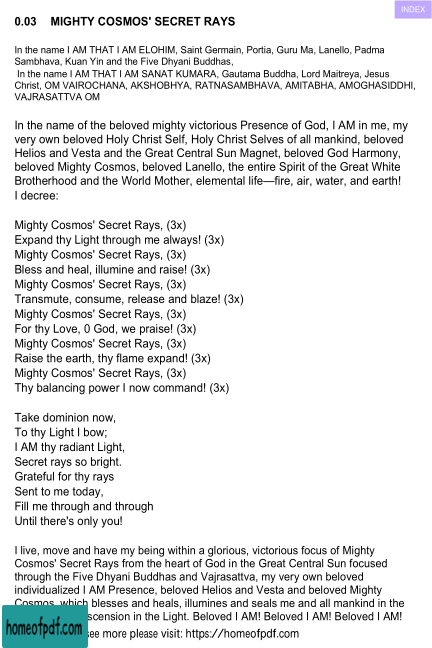 INDEX
0.03 MIGHTY COSMOS' SECRET RAYS
In the name I AM THAT I AM ELOHIM, Saint Germain, Portia, Guru Ma, Lanello, Padma
Sambhava, Kuan Yin and the Five Dhyani Buddhas,
In the name I AM THAT I AM SANAT KUMARA, Gautama Buddha, Lord Maitreya, Jesus
Christ, OM VAIROCHANA, AKSHOBHYA, RATNASAMBHAVA, AMITABHA, AMOGHASIDDHI,
VAJRASATTVA OM
In the name of the beloved mighty victorious Presence of God, I AM in me, my
very own beloved Holy Christ Self, Holy Christ Selves of all mankind, beloved
Helios and Vesta and the Great Central Sun Magnet, beloved God Harmony,
beloved Mighty Cosmos, beloved Lanello, the entire Spirit of the Great White
Brotherhood and the World Mother, elemental life—fire, air, water, and earth!
I decree:
Mighty Cosmos' Secret Rays, (3x)
Expand thy Light through me always! (3x)
Mighty Cosmos' Secret Rays, (3x)
Bless and heal, illumine and raise! (3x)
Mighty Cosmos' Secret Rays, (3x)
Transmute, consume, release and blaze! (3x)
Mighty Cosmos' Secret Rays, (3x)
For thy Love, 0 God, we praise! (3x)
Mighty Cosmos' Secret Rays, (3x)
Raise the earth, thy flame expand! (3x)
Mighty Cosmos' Secret Rays, (3x)
Thy balancing power I now command! (3x)
Take dominion now,
To thy Light I bow;
I AM thy radiant Light,
Secret rays so bright.
Grateful for thy rays
Sent to me today,
Fill me through and through
Until there's only you!
I live, move and have my being within a glorious, victorious focus of Mighty
Cosmos' Secret Rays from the heart of God in the Great Central Sun focused
through the Five Dhyani Buddhas and Vajrasattva, my very own beloved
individualized I AM Presence, beloved Helios and Vesta and beloved Mighty
Cosmos, which blesses and heals, illumines and seals me and all mankind in the
scension in the Light. Beloved I AM! Beloved I AM! Beloved I AM!
homeofpdf.com
see more please visit: https://homeofpdf.com